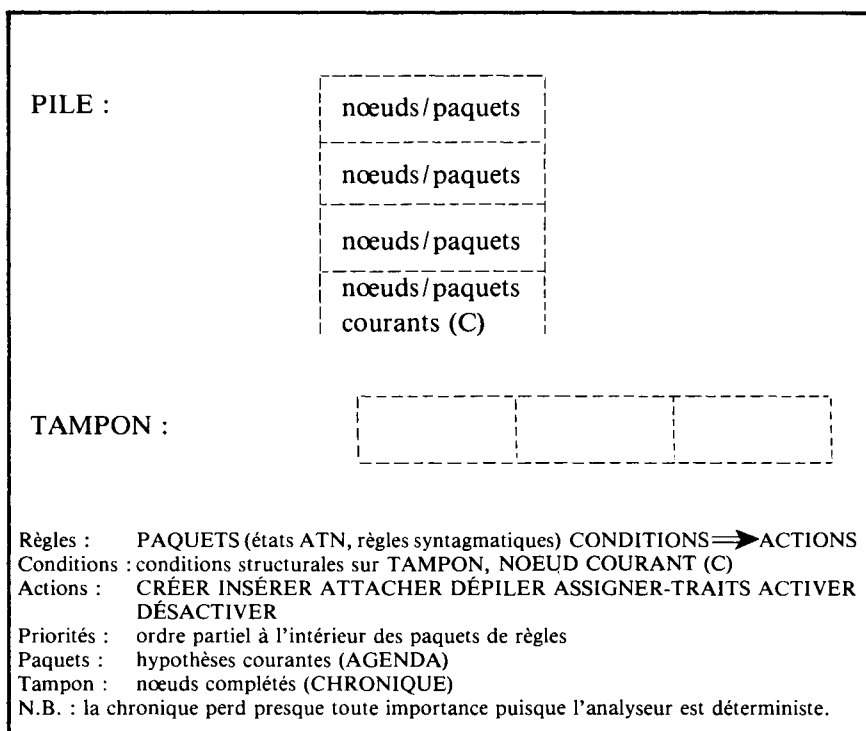 PILE :
nœuds/paquets
nœuds/paquets
nœuds/paquets
nœuds/paquets
courants (C)
TAMPON :
Règles : PAQUETS (états ATN, règles syntagmatiques) CONDITIONS⟹ACTIONS
Conditions : conditions structurales sur TAMPON, NOEUD COURANT (C)
Actions : CRÉER INSÉRER ATTACHER DÉPILER ASSIGNER-TRAITS ACTIVER
DÉSACTIVER
Priorités : ordre partiel à l'intérieur des paquets de règles
Paquets : hypothèses courantes (AGENDA)
Tampon : nœuds complétés (CHRONIQUE)
N.B. : la chronique perd presque toute importance puisque l'analyseur est déterministe.